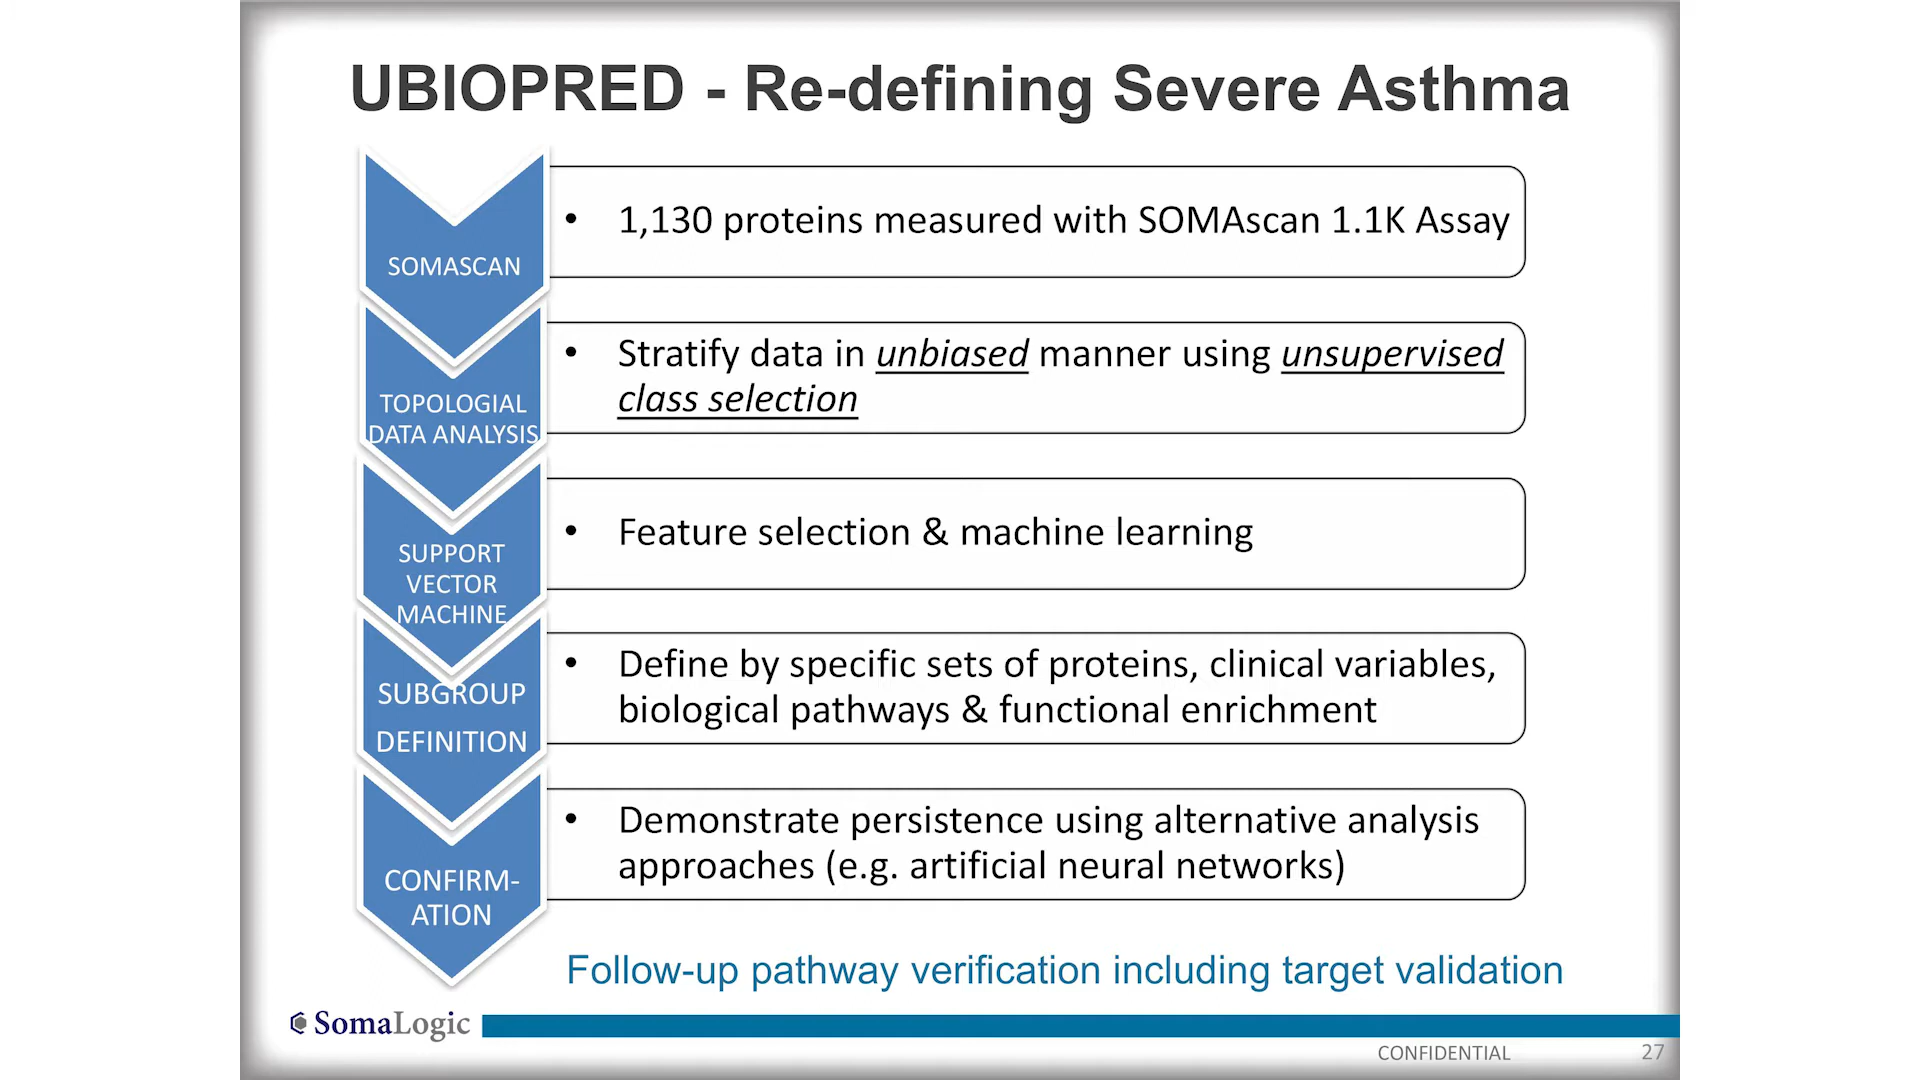 UBIOPRED - Re-defining Severe Asthma
SOMASCAN
• 1,130 proteins measured with SOMAscan 1.1K Assay
TOPOLOGIAL
DATA ANALYSIS
• Stratify data in unbiased manner using unsupervised
class selection
SUPPORT
VECTOR
MACHINE
• Feature selection & machine learning
SUBGROUP
DEFINITION
• Define by specific sets of proteins, clinical variables,
biological pathways & functional enrichment
CONFIRM-
ATION
• Demonstrate persistence using alternative analysis
approaches (e.g. artificial neural networks)
Follow-up pathway verification including target validation
SomaLogic
CONFIDENTIAL
27